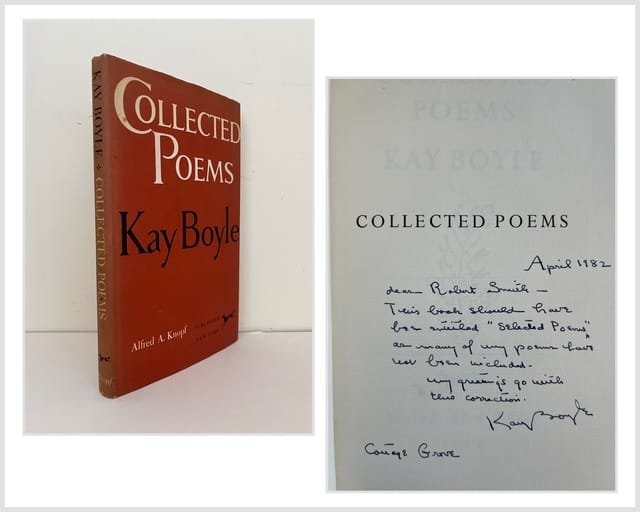 KAY BOYLE COLLECTED POEMS Knopf
COLLECTED
POEMS
Kay Boyle
Alfred A. Knopf PUBLISHER
NEW YORK
POEMS
KAY BOYLE
COLLECTED POEMS
April 1982
dear Robert Smith –
This book should have
been entitled "Selected Poems"
as many of my poems have
not been included.
my greetings go with
this correction.
Kay Boyle
Cottage Grove